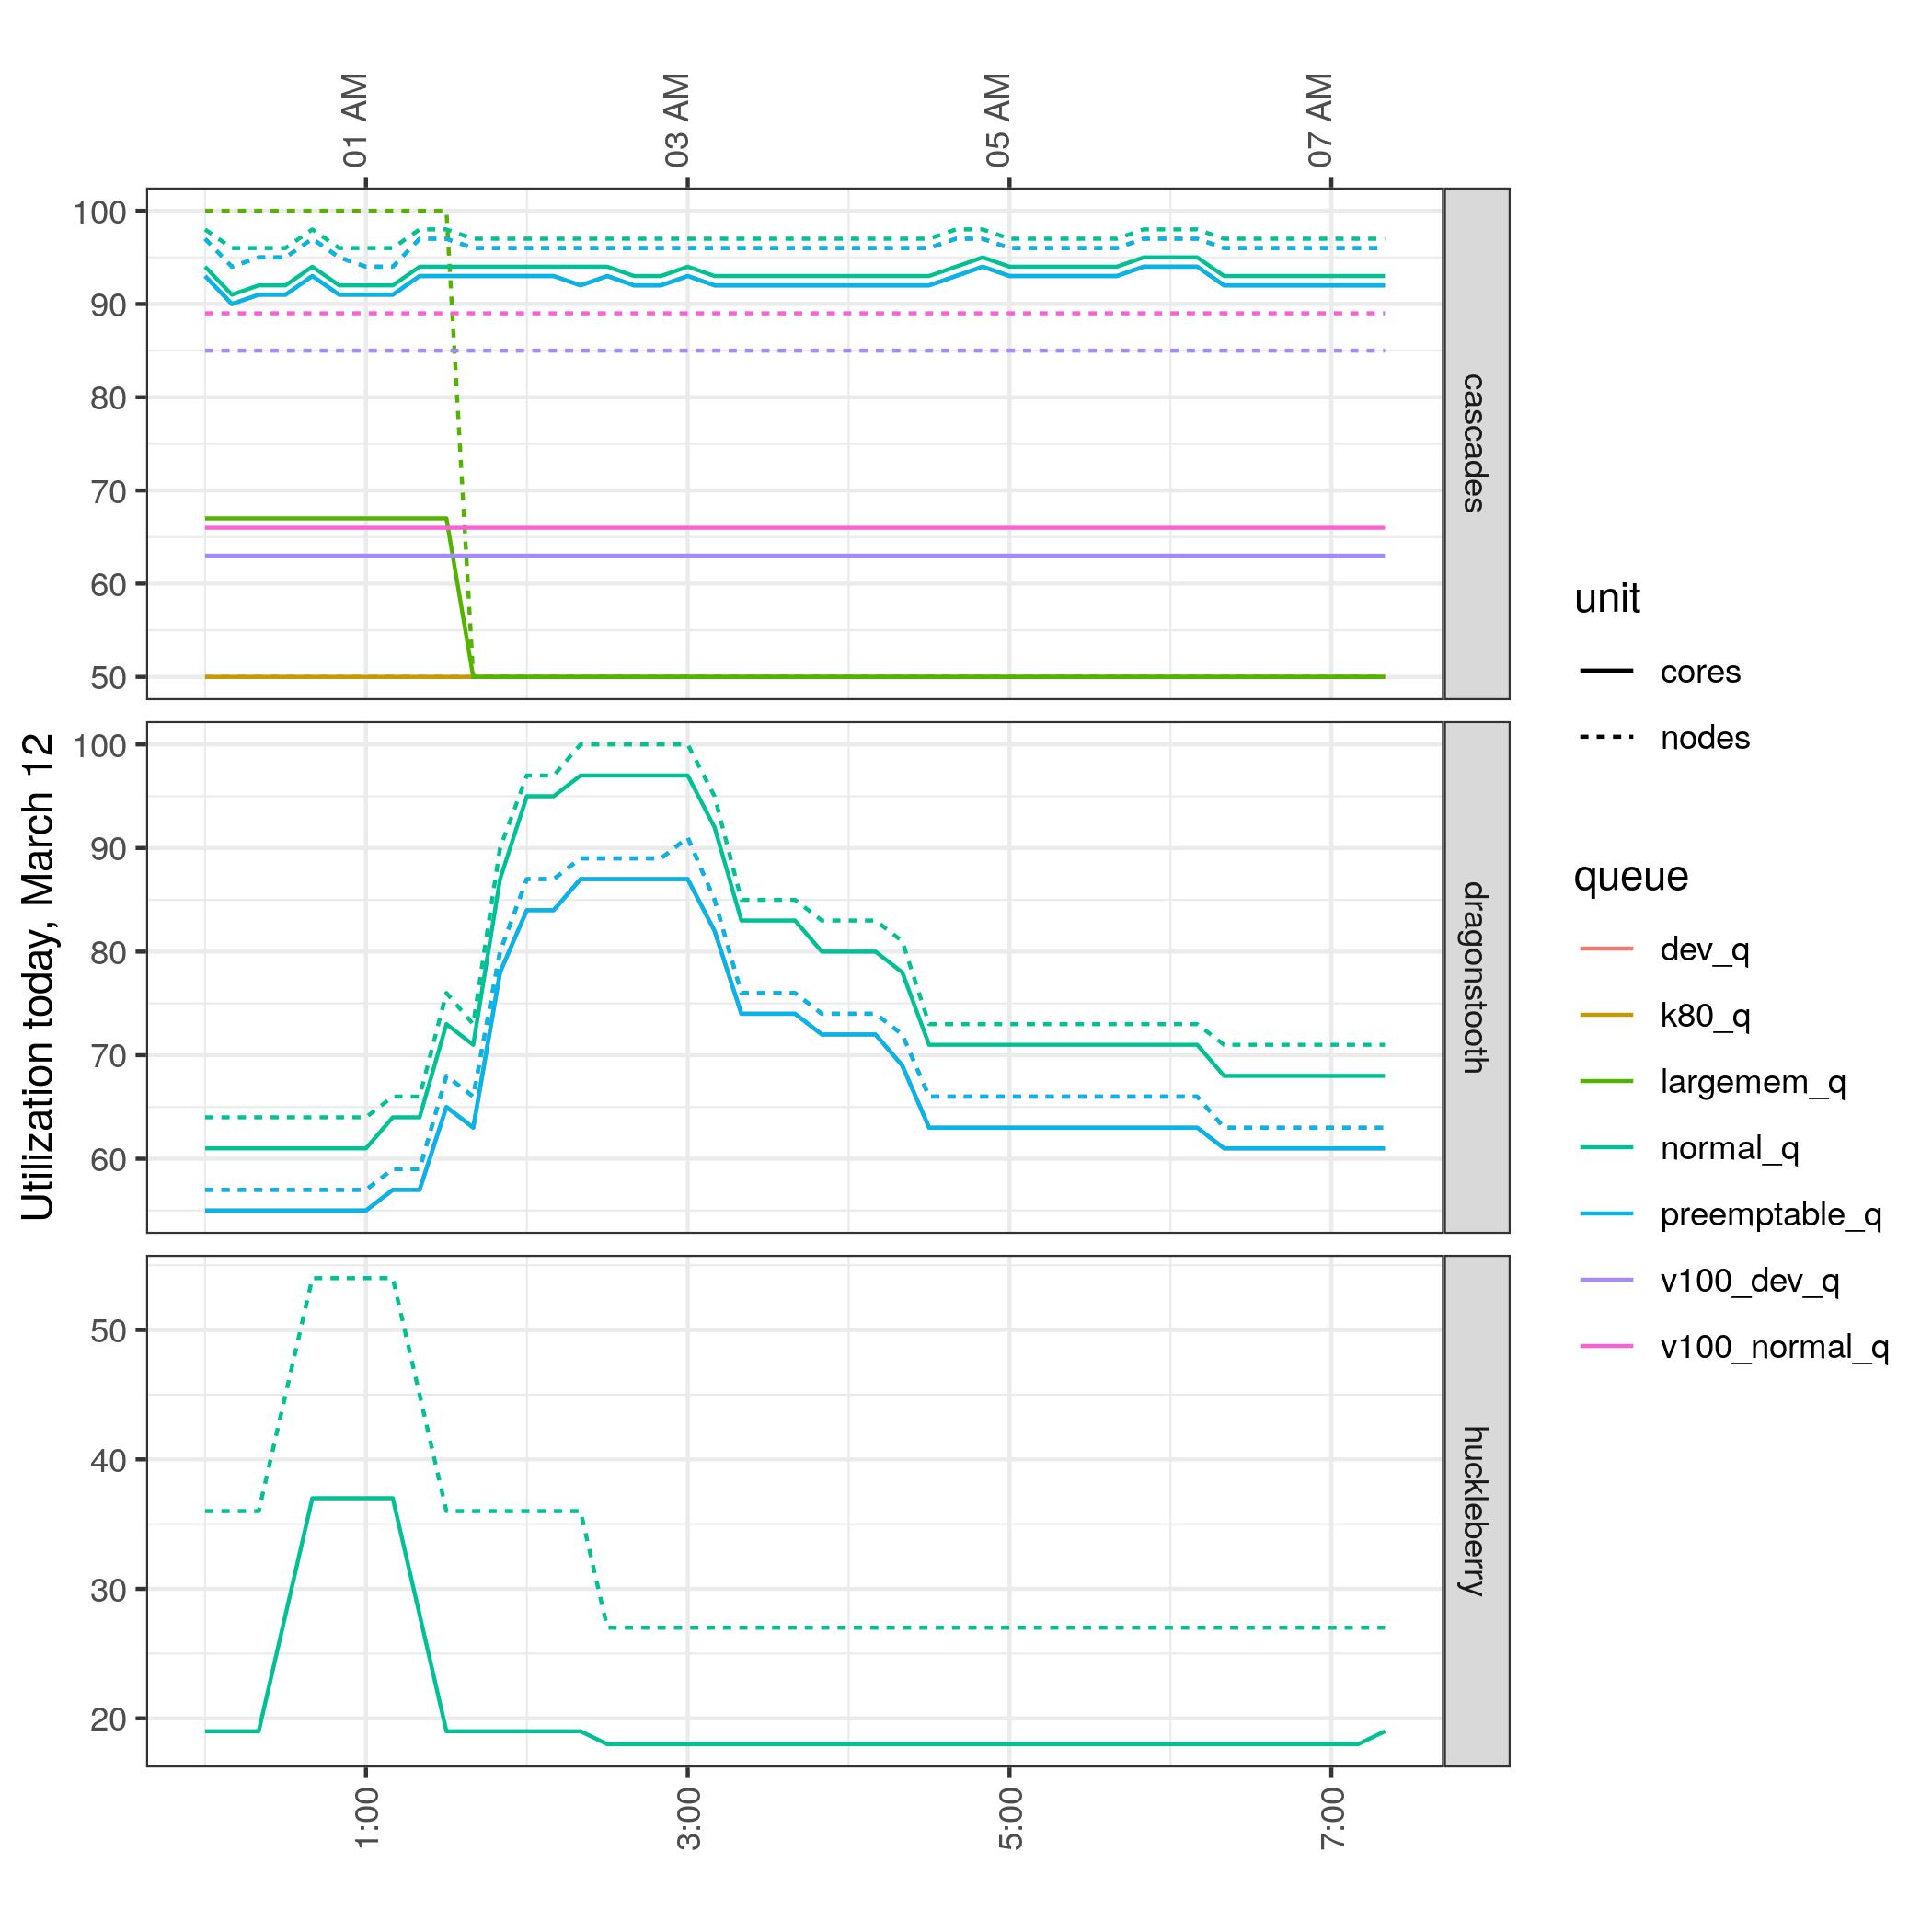 01 AM
03 AM
05 AM
07 AM
Utilization today, March 12
100
90
80
70
60
50
cascades
100
90
80
70
60
dragonstooth
50
40
30
20
huckleberry
1:00
3:00
5:00
7:00
unit
cores
nodes
queue
dev_q
k80_q
largemem_q
normal_q
preemptable_q
v100_dev_q
v100_normal_q